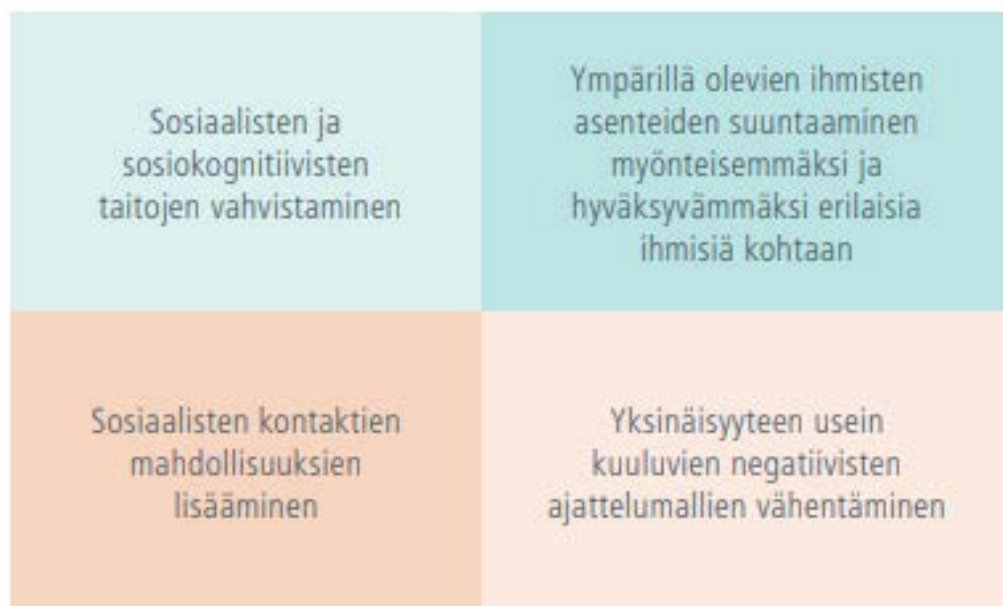 Sosiaalisten ja
sosiokognitiivisten
taitojen vahvistaminen
Ympärillä olevien ihmisten
asenteiden suuntaaminen
myönteisemmäksi ja
hyväksyvämmäksi erilaisia
ihmisiä kohtaan
Sosiaalisten kontaktien
mahdollisuuksien
lisääminen
Yksinäisyyteen usein
kuuluvien negatiivisten
ajattelumallien vähentäminen